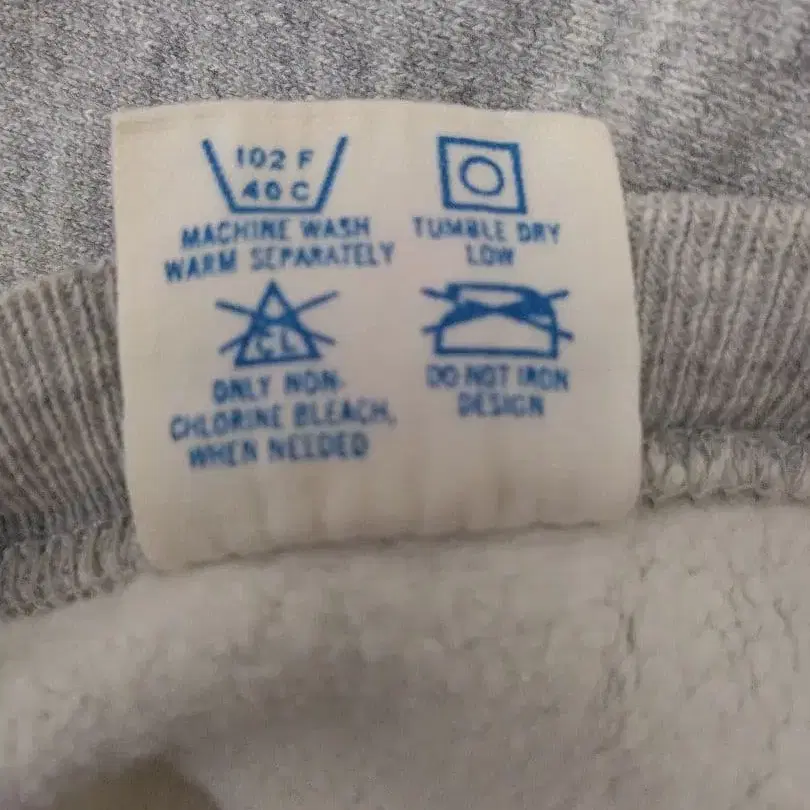 102 F
40 C
MACHINE WASH
WARM SEPARATELY
TUMBLE DRY
LOW
CL
ONLY NON-
CHLORINE BLEACH,
WHEN NEEDED
DO NOT IRON
DESIGN